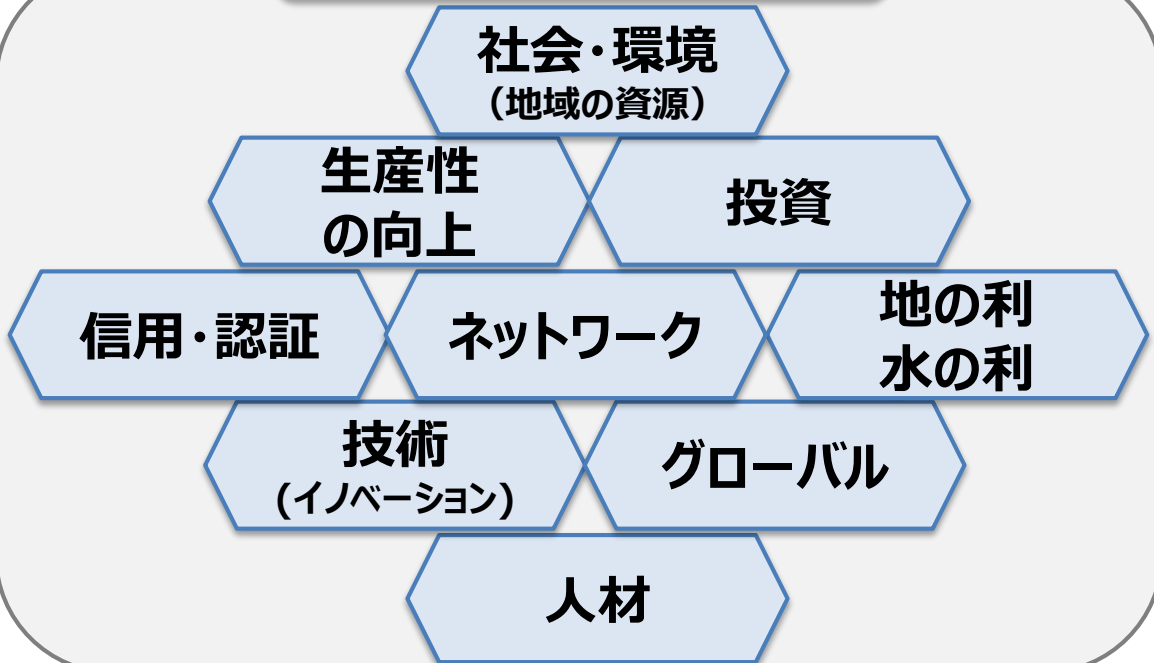 社会・環境
（地域の資源）
生産性
の向上
投資
信用・認証
ネットワーク
地の利
水の利
技術
(イノベーション)
グローバル
人材